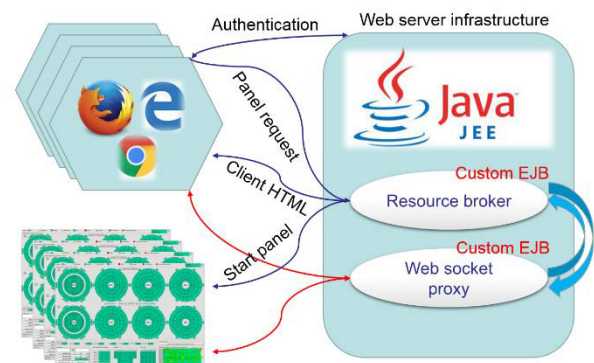 Authentication
Web server infrastructure
Java
JEE
Panel request
Custom EJB
Resource broker
Client HTML
Start panel
Custom EJB
Web socket
proxy